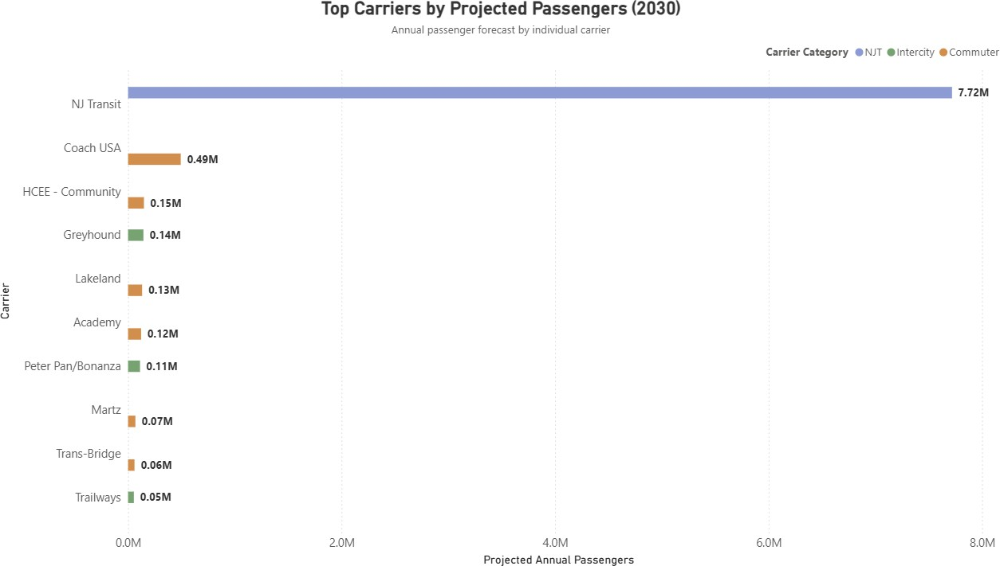 Top Carriers by Projected Passengers (2030)
Annual passenger forecast by individual carrier
Carrier Category NJT Intercity Commuter
NJ Transit 7.72M
Coach USA 0.49M
HCEE - Community 0.15M
Greyhound 0.14M
Lakeland 0.13M
Academy 0.12M
Peter Pan/Bonanza 0.11M
Martz 0.07M
Trans-Bridge 0.06M
Trailways 0.05M
Carrier
0.0M 2.0M 4.0M 6.0M 8.0M
Projected Annual Passengers